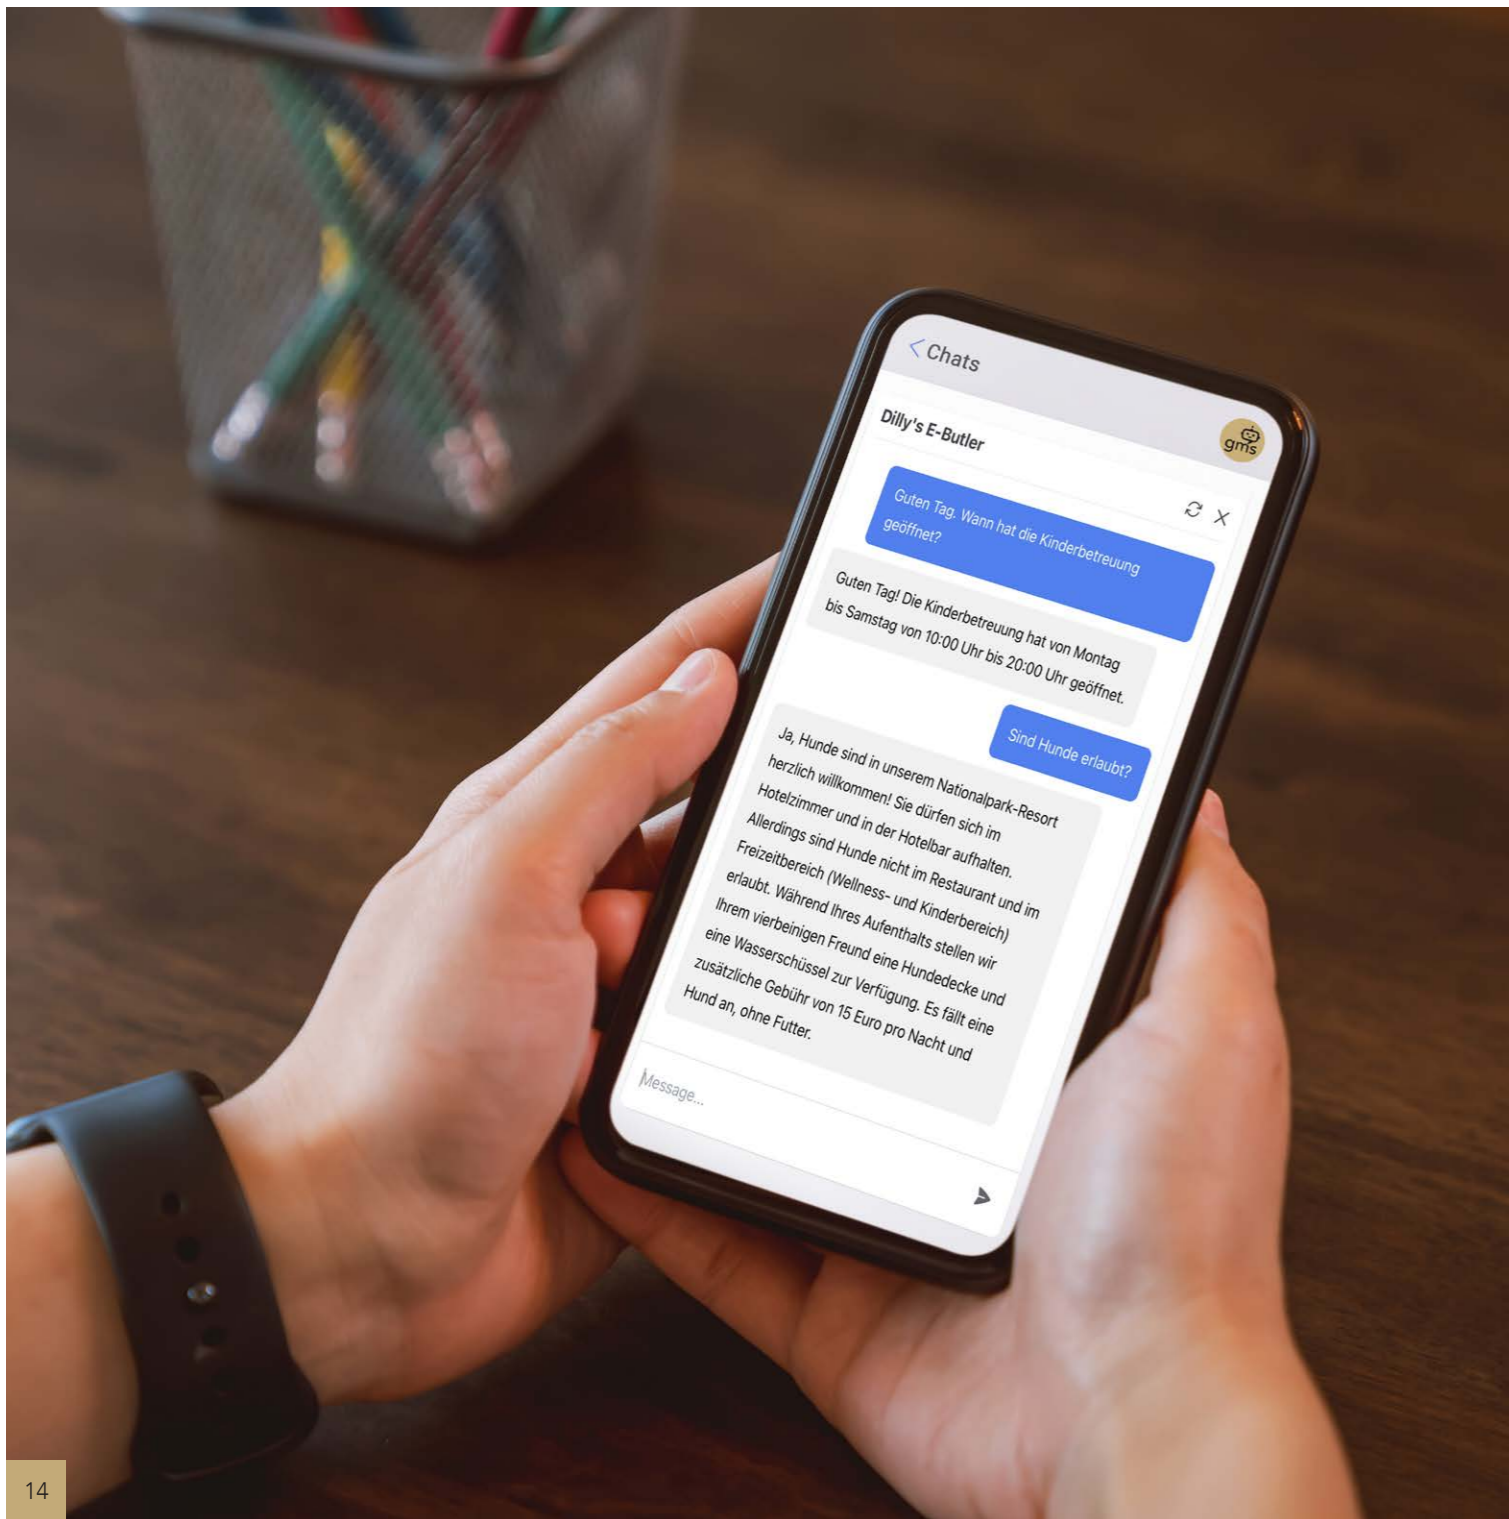 < Chats
gms
Dilly's E-Butler
Guten Tag. Wann hat die Kinderbetreuung
geöffnet?
Guten Tag! Die Kinderbetreuung hat von Montag
bis Samstag von 10:00 Uhr bis 20:00 Uhr geöffnet.
Sind Hunde erlaubt?
Ja, Hunde sind in unserem Nationalpark-Resort
herzlich willkommen! Sie dürfen sich im
Hotelzimmer und in der Hotelbar aufhalten.
Allerdings sind Hunde nicht im Restaurant und im
Freizeitbereich (Wellness- und Kinderbereich)
erlaubt. Während Ihres Aufenthalts stellen wir
Ihrem vierbeinigen Freund eine Hundedecke und
eine Wasserschüssel zur Verfügung. Es fällt eine
zusätzliche Gebühr von 15 Euro pro Nacht und
Hund an, ohne Futter.
Message...
14